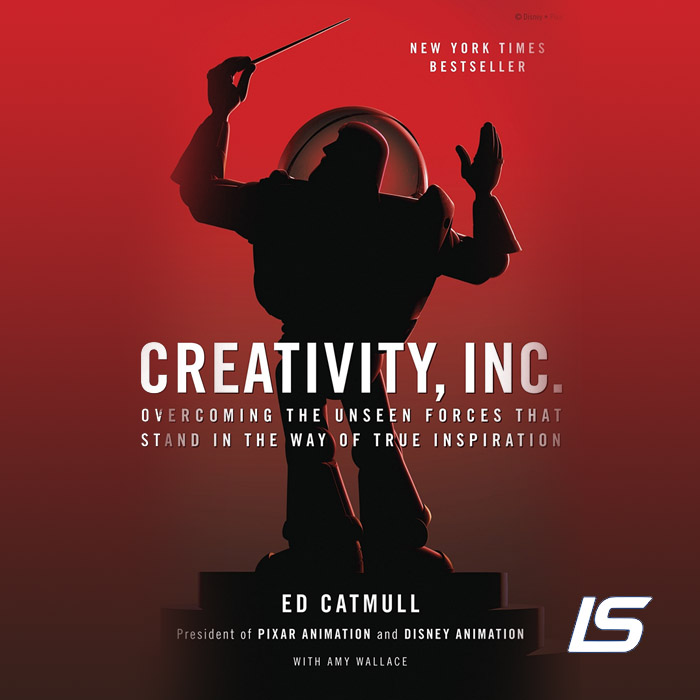 NEW YORK TIMES
BESTSELLER
CREATIVITY, INC.
OVERCOMING THE UNSEEN FORCES THAT
STAND IN THE WAY OF TRUE INSPIRATION
ED CATMULL
President of PIXAR ANIMATION and DISNEY ANIMATION
WITH AMY WALLACE
LS